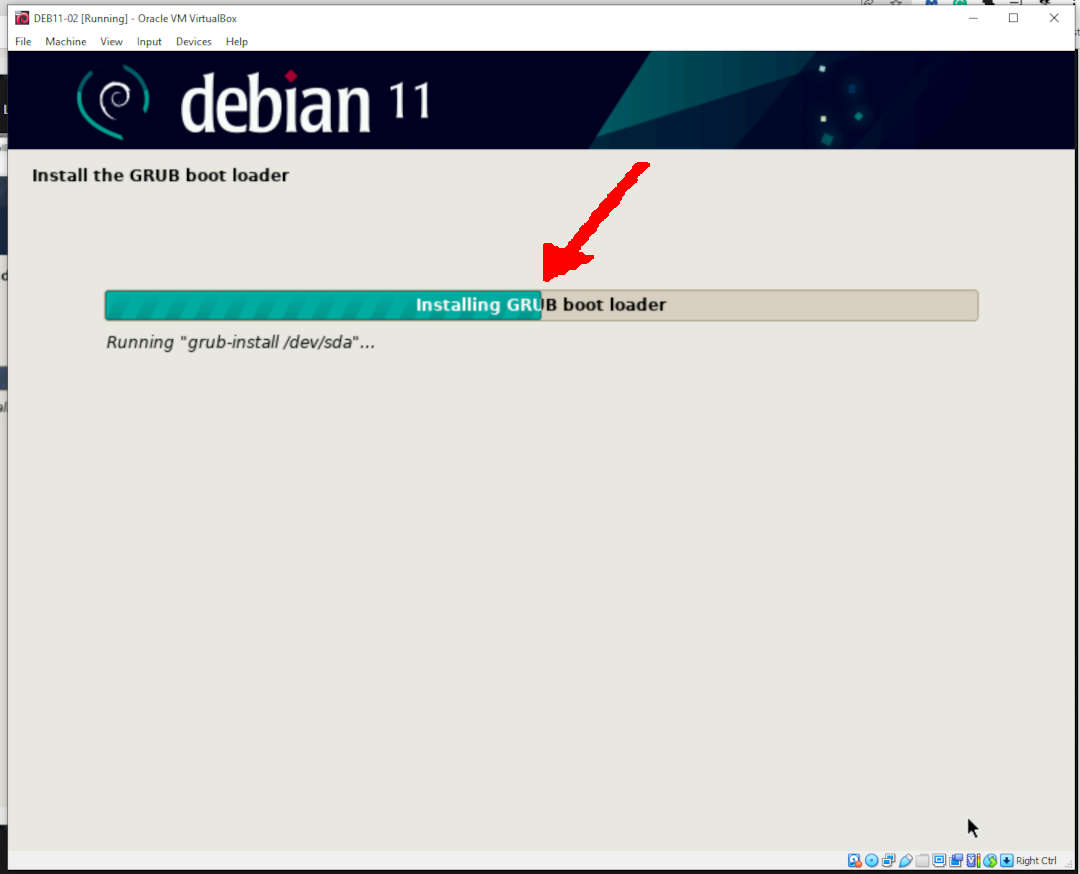 DEB11-02 [Running] - Oracle VM VirtualBox
File Machine View Input Devices Help
debian 11
Install the GRUB boot loader
Installing GRUB boot loader
Running "grub-install /dev/sda"...
Right Ctrl